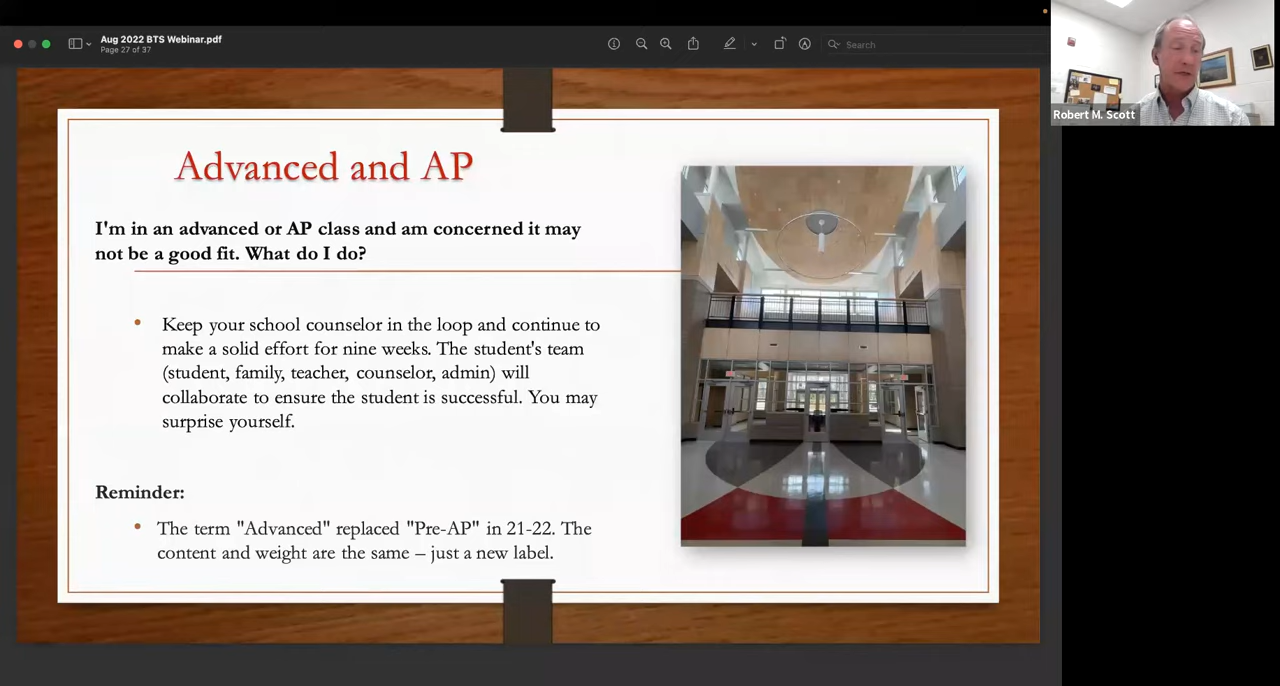 Aug 2022 BTS Webinar.pdf
Page 27 of 37
Search
Robert M. Scott
Advanced and AP
I'm in an advanced or AP class and am concerned it may
not be a good fit. What do I do?
• Keep your school counselor in the loop and continue to
make a solid effort for nine weeks. The student's team
(student, family, teacher, counselor, admin) will
collaborate to ensure the student is successful. You may
surprise yourself.
Reminder:
• The term "Advanced" replaced "Pre-AP" in 21-22. The
content and weight are the same – just a new label.